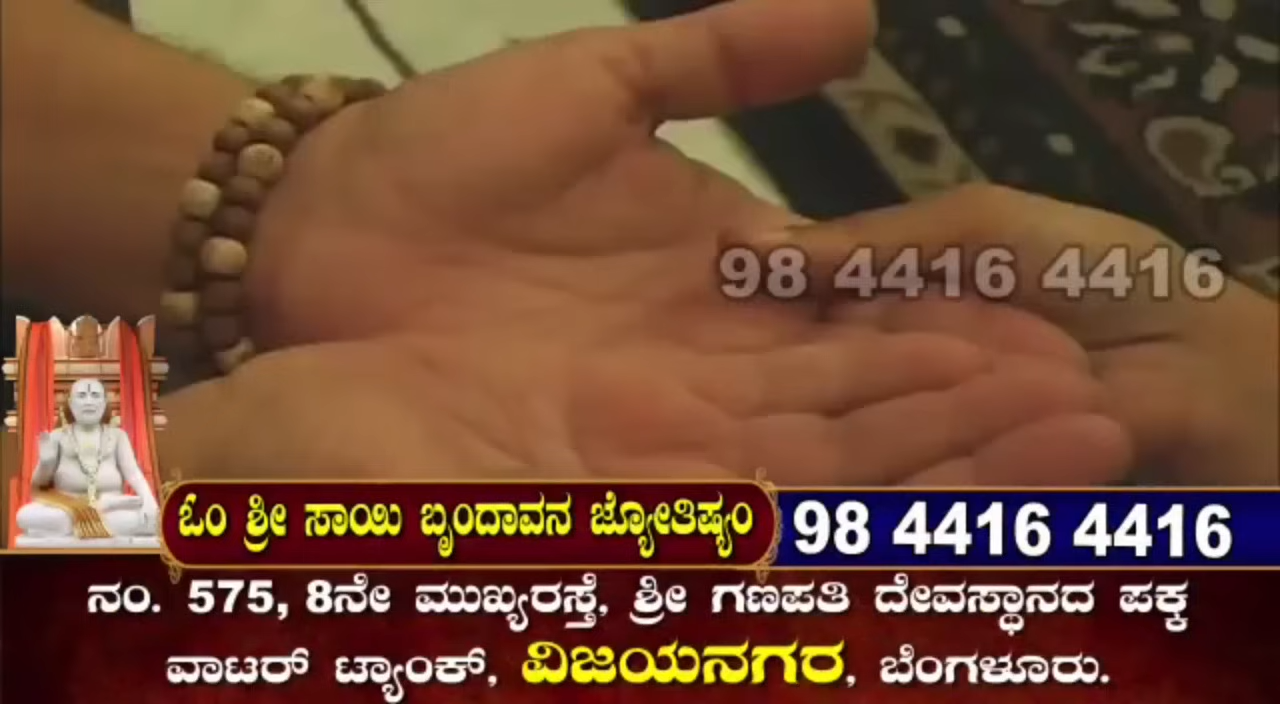 98 4416 4416
ಓಂ ಶ್ರೀ ಸಾಯಿ ಬೃಂದಾವನ ಜ್ಯೋತಿಷ್ಯಂ
98 4416 4416
ನಂ. 575, 8ನೇ ಮುಖ್ಯರಸ್ತೆ, ಶ್ರೀ ಗಣಪತಿ ದೇವಸ್ಥಾನದ ಪಕ್ಕ
ವಾಟರ್ ಟ್ಯಾಂಕ್, ವಿಜಯನಗರ, ಬೆಂಗಳೂರು.